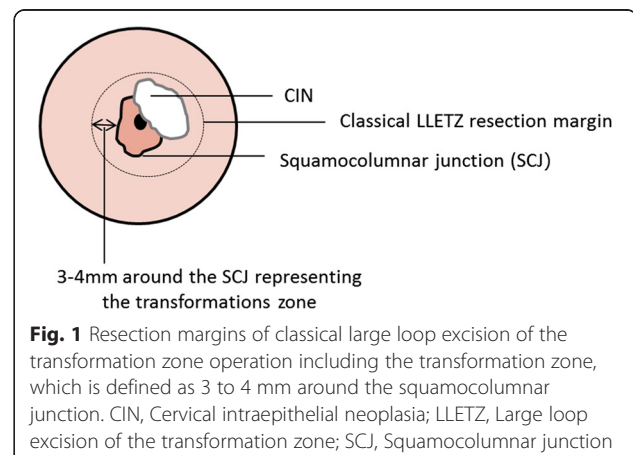 CIN
Classical LLETZ resection margin
Squamocolumnar junction (SCJ)
3-4mm around the SCJ representing
the transformations zone
Fig. 1 Resection margins of classical large loop excision of the
transformation zone operation including the transformation zone,
which is defined as 3 to 4 mm around the squamocolumnar
junction. CIN, Cervical intraepithelial neoplasia; LLETZ, Large loop
excision of the transformation zone; SCJ, Squamocolumnar junction